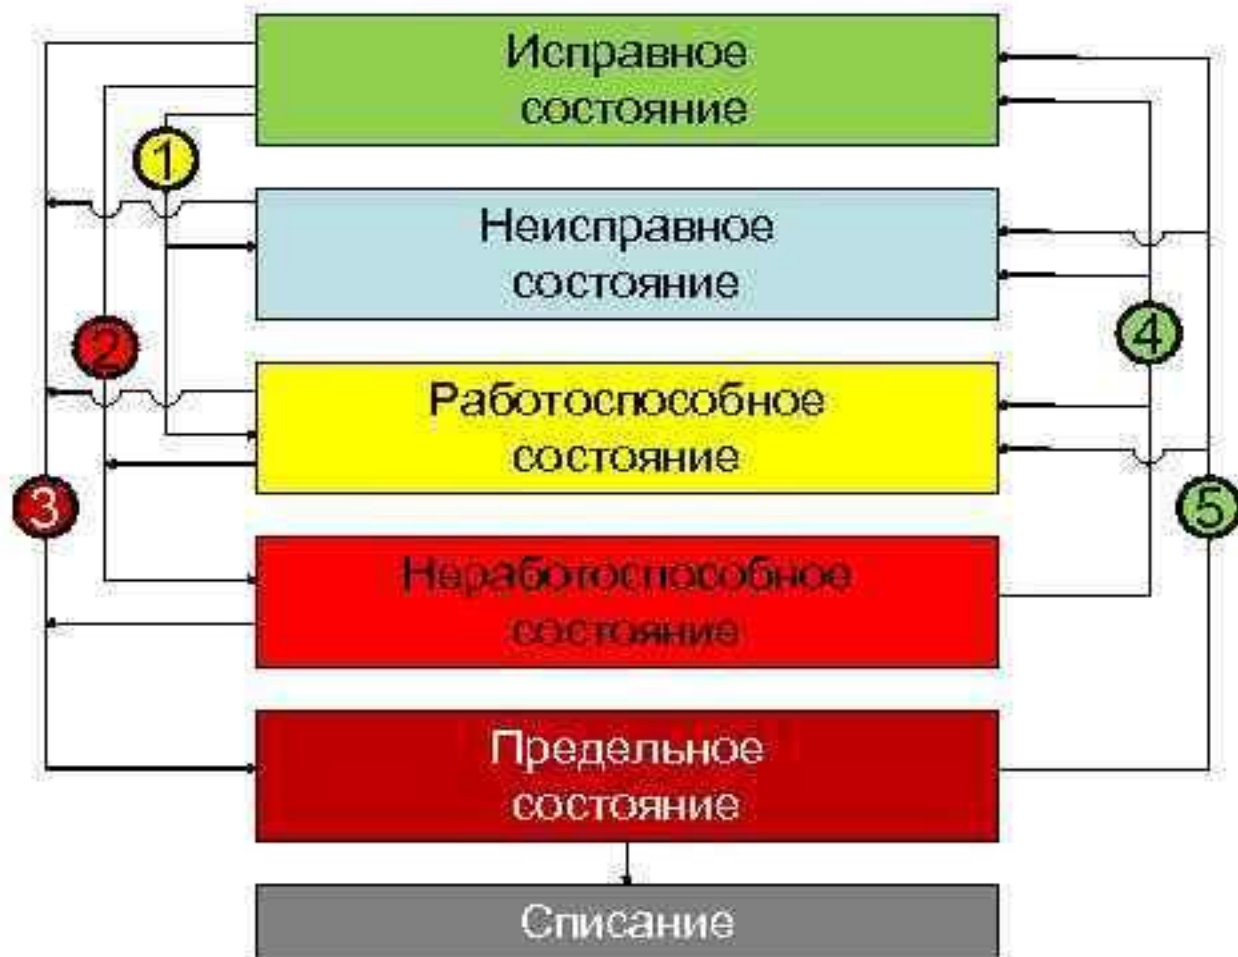 Исправное
состояние
1
Неисправное
состояние
2
4
Работоспособное
состояние
3
5
Неработоспособное
состояние
Предельное
состояние
Списание